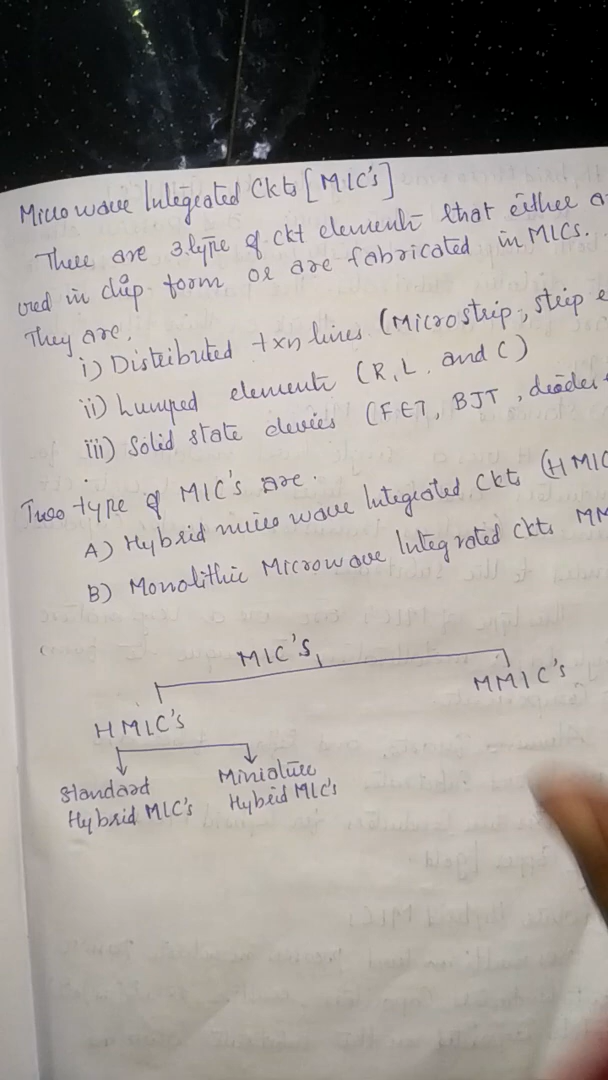 Microwave Integrated Ckts [MIC's]
There are 3 type of ckt elements that either a
in chip form or are fabricated in MICs.
They are.
i) Distributed txn lines (Microstrip, strip e
ii) Lumped elements (R, L, and C)
iii) Solid state devices (FET, BJT, diodes
Two type of MIC's are.
A) Hybrid micro wave Integrated Ckts (HMIC
B) Monolithic Microwave Integrated Ckts MM
MIC'S,
HMIC's MMIC's
Standard Hybrid MIC's
Miniature Hybrid MIC's